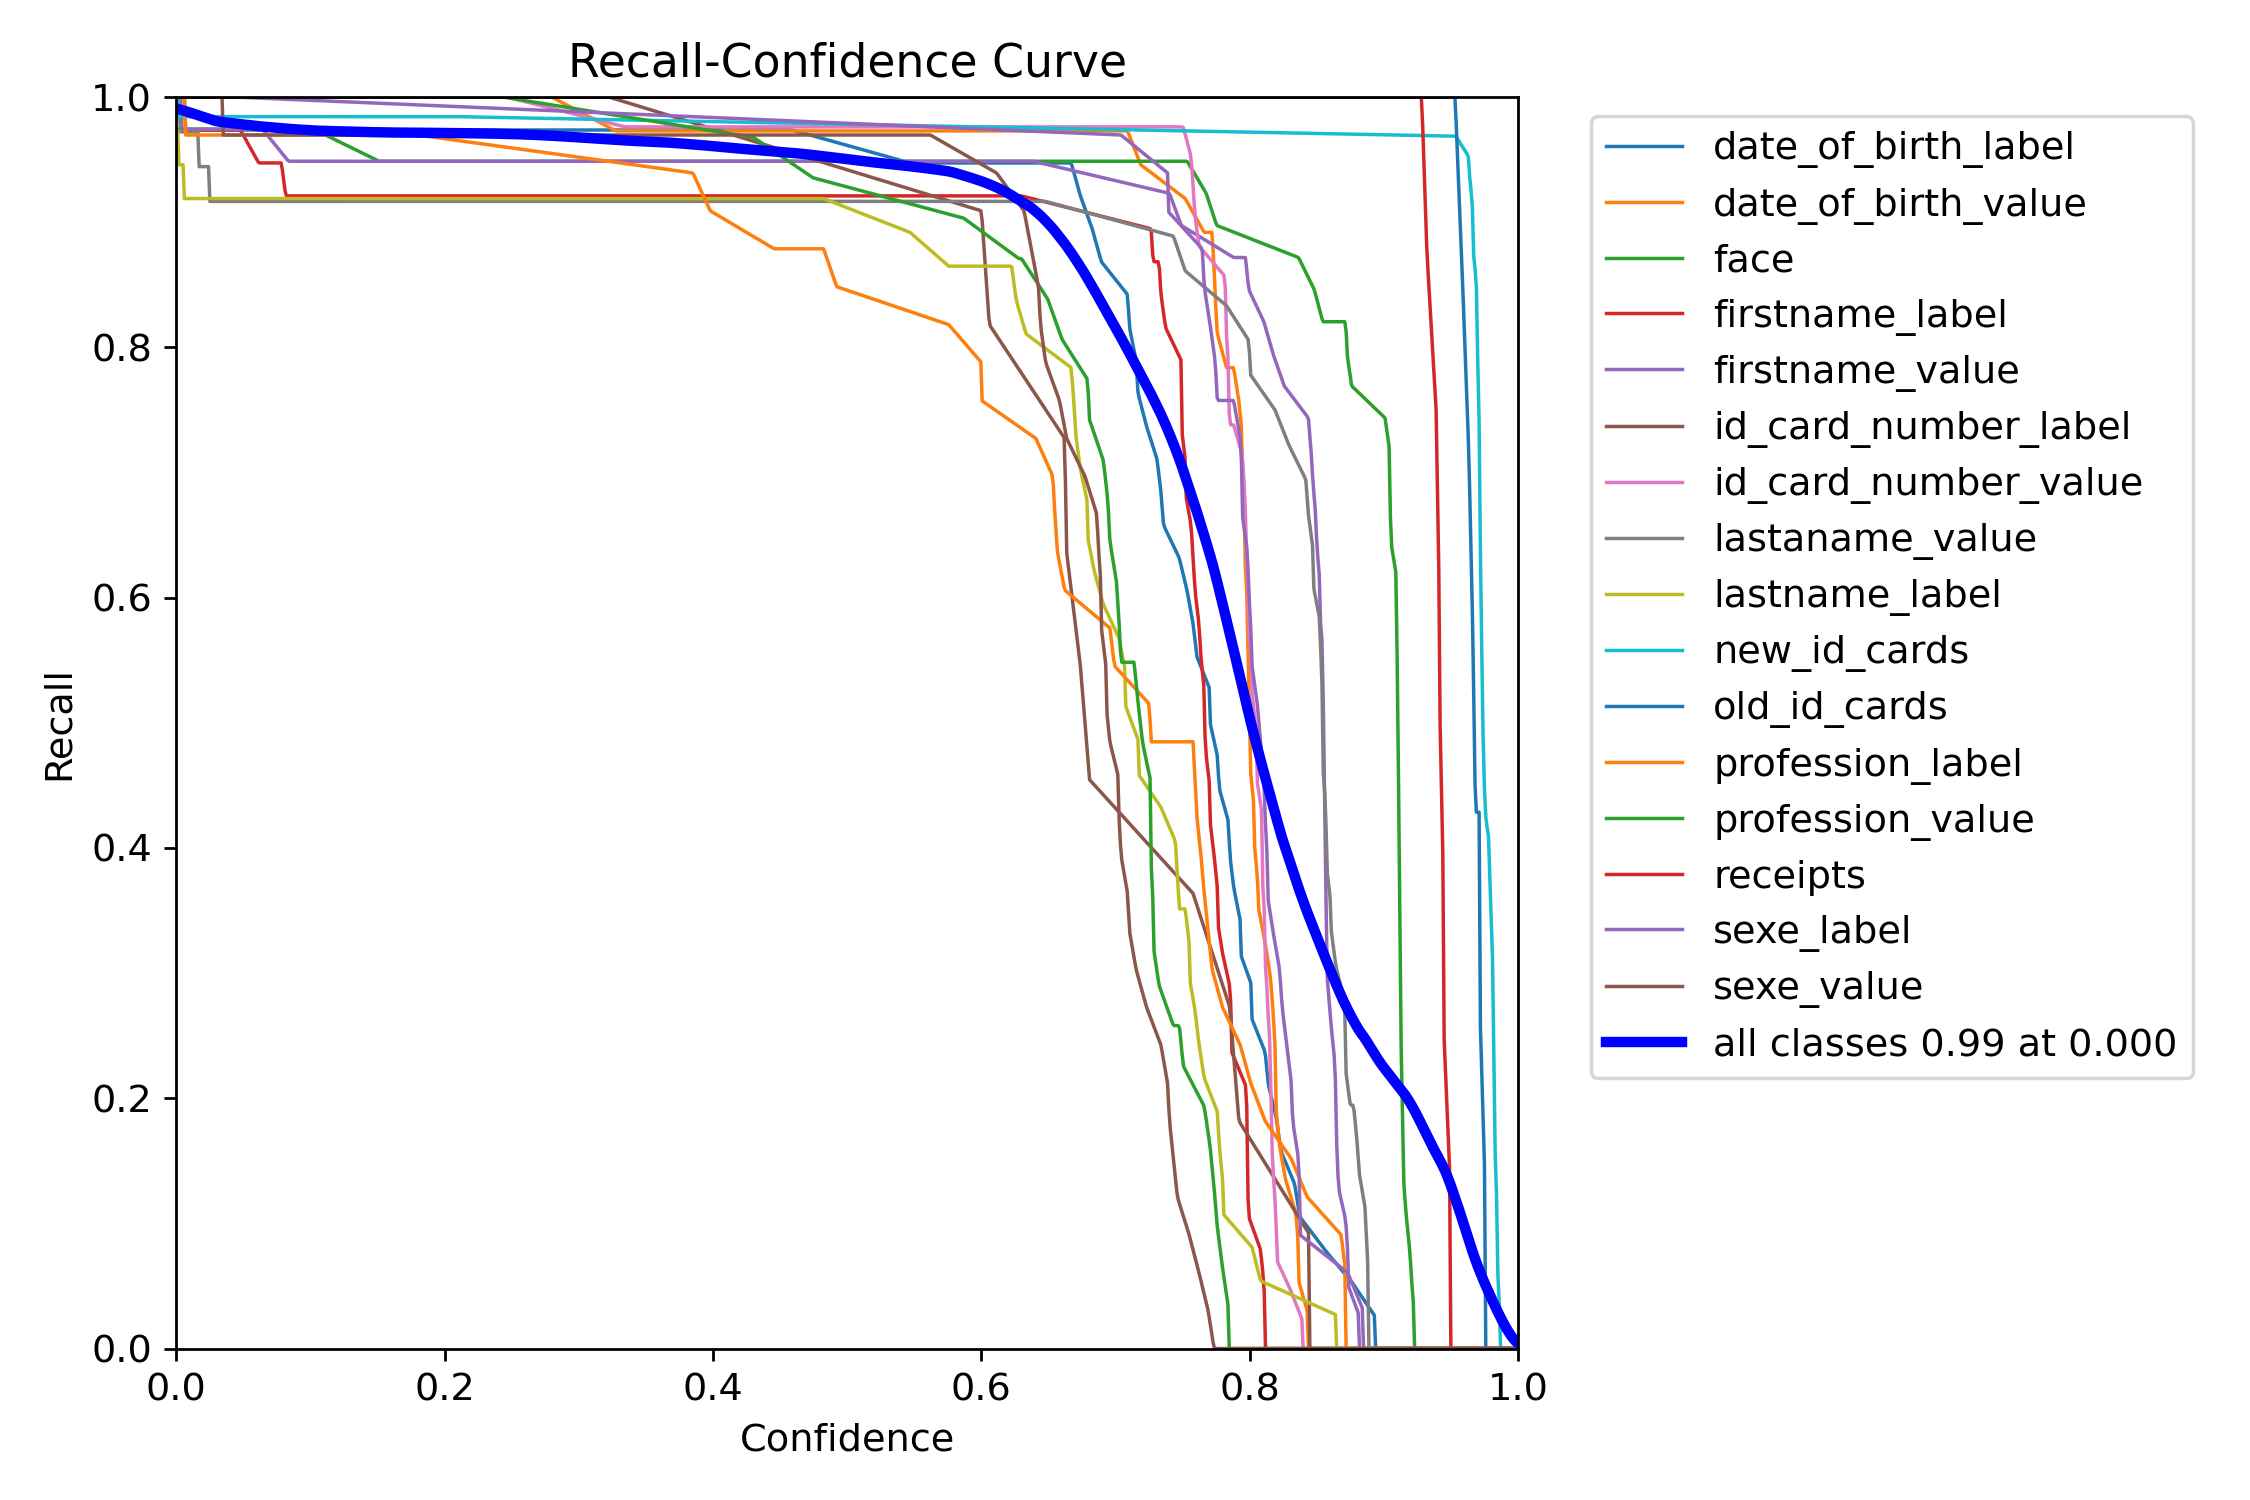 Recall-Confidence Curve
1.0
0.8
0.6
0.4
0.2
0.0
Recall
0.0 0.2 0.4 0.6 0.8 1.0
Confidence
date_of_birth_label
date_of_birth_value
face
firstname_label
firstname_value
id_card_number_label
id_card_number_value
lastaname_value
lastname_label
new_id_cards
old_id_cards
profession_label
profession_value
receipts
sexe_label
sexe_value
all classes 0.99 at 0.000